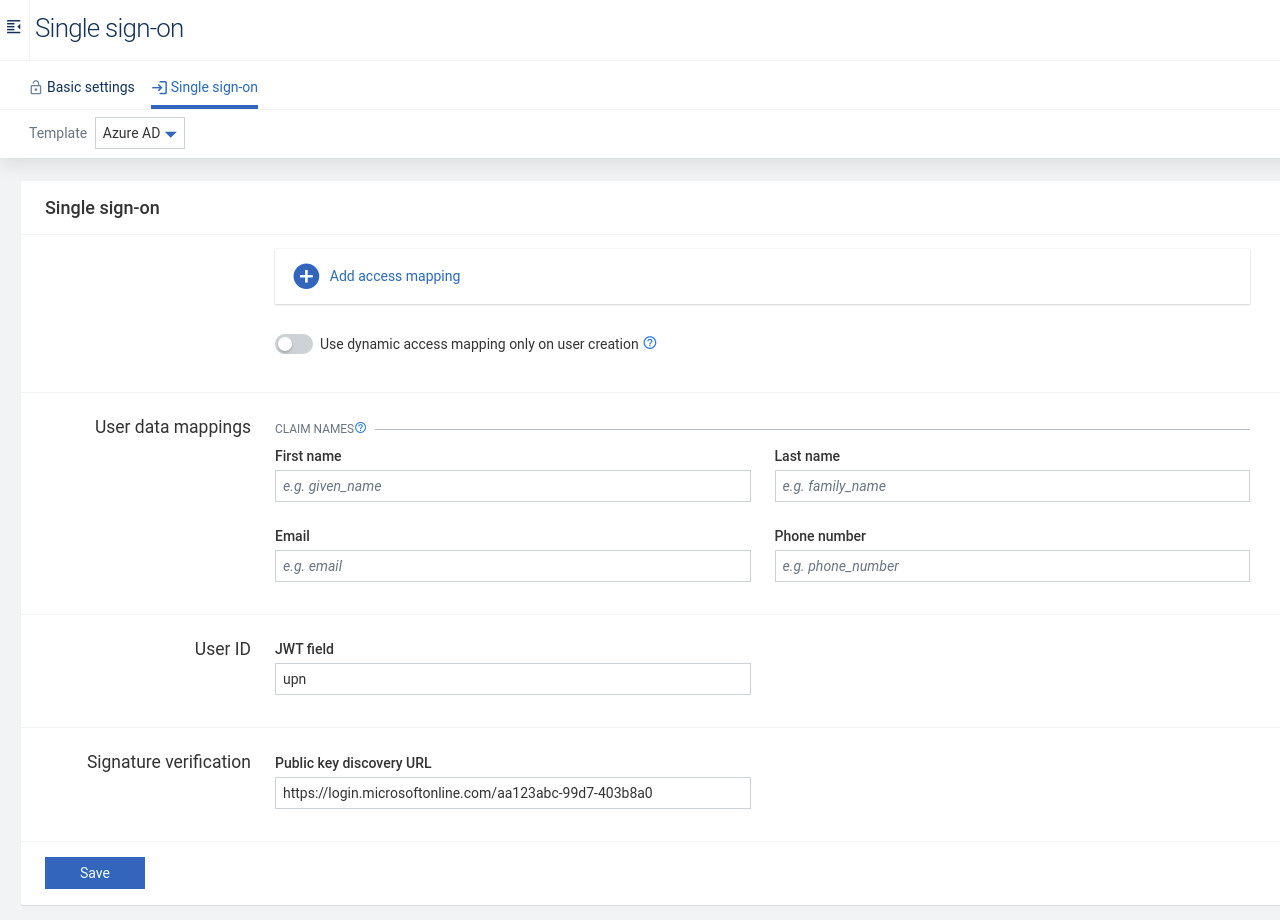 Single sign-on
Basic settings
Single sign-on
Template
Azure AD
Single sign-on
Add access mapping
Use dynamic access mapping only on user creation
User data mappings
CLAIM NAMES
First name
Last name
e.g. given_name
e.g. family_name
Email
Phone number
e.g. email
e.g. phone_number
User ID
JWT field
upn
Signature verification
Public key discovery URL
https://login.microsoftonline.com/aa123abc-99d7-403b8a0
Save